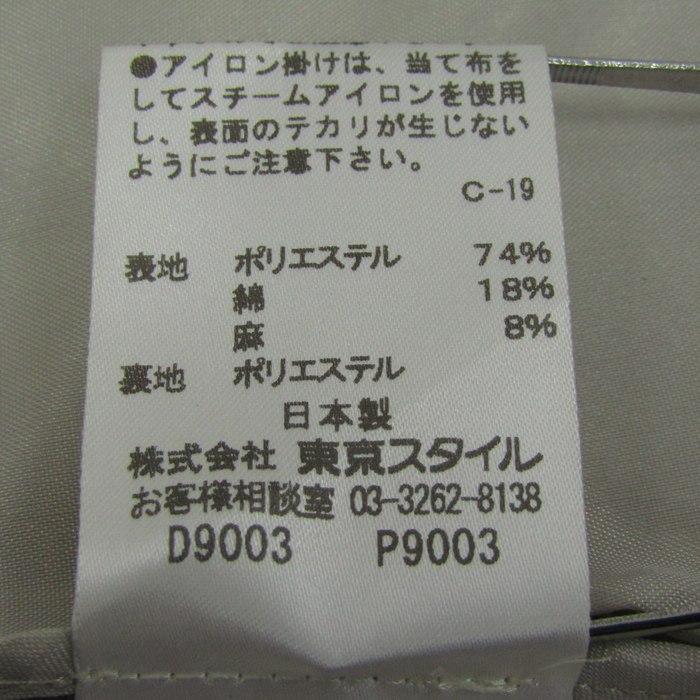 ●アイロン掛けは、当て布を
してスチームアイロンを使用
し、表面のテカリが生じない
ようにご注意下さい。
C-19
表地 ポリエステル 74%
綿 18%
麻 8%
裏地 ポリエステル
日本製
株式会社 東京スタイル
お客様相談室 03-3262-8138
D9003 P9003